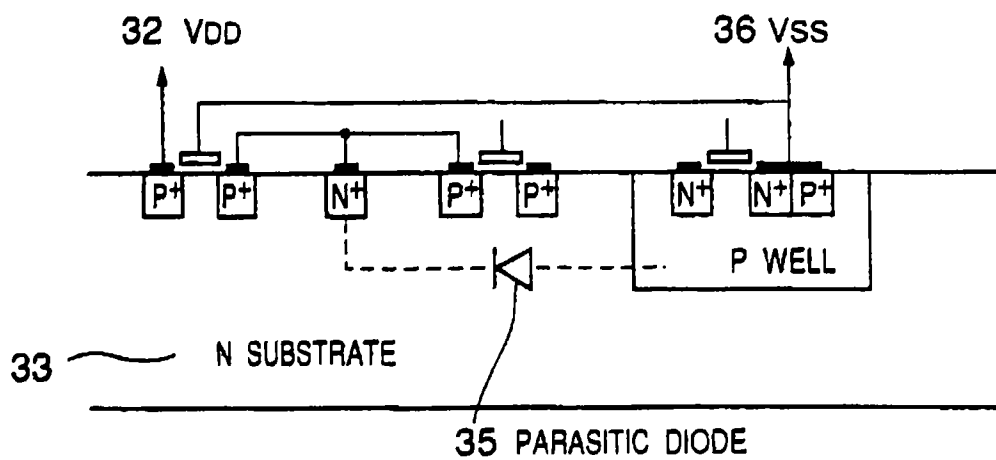 32 VDD
36 VSS
P+ P+ N+ P+ P+ N+ N+ P+
P WELL
33 N SUBSTRATE
35 PARASITIC DIODE